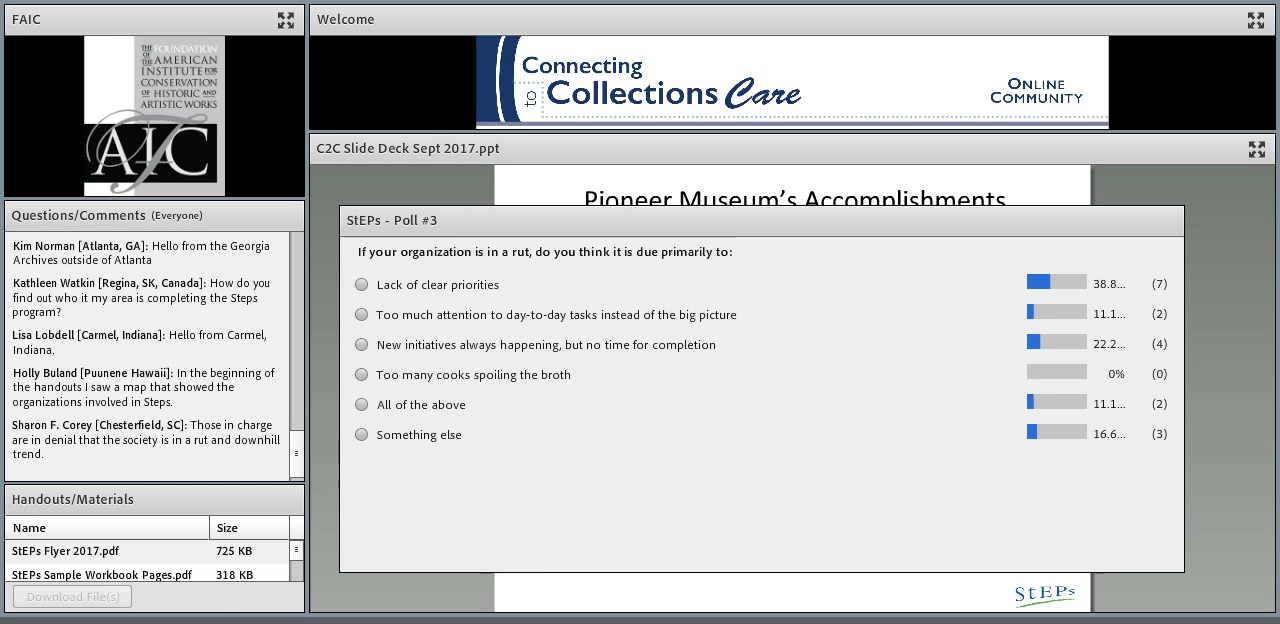 FAIC
THE FOUNDATION
OF THE AMERICAN
INSTITUTE FOR
CONSERVATION
OF HISTORIC AND
ARTISTIC WORKS
AIC
Welcome
Connecting
to Collections Care
ONLINE
COMMUNITY
Questions/Comments (Everyone)
Kim Norman [Atlanta, GA]: Hello from the Georgia
Archives outside of Atlanta
Kathleen Watkin [Regina, SK, Canada]: How do you
find out who it my area is completing the Steps
program?
Lisa Lobdell [Carmel, Indiana]: Hello from Carmel,
Indiana.
Holly Buland [Puunene Hawaii]: In the beginning of
the handouts I saw a map that showed the
organizations involved in Steps.
Sharon F. Corey [Chesterfield, SC]: Those in charge
are in denial that the society is in a rut and downhill
trend.
Handouts/Materials
Name Size
StEPs Flyer 2017.pdf 725 KB
StEPs Sample Workbook Pages.pdf 318 KB
Download File(s)
C2C Slide Deck Sept 2017.ppt
Pioneer Museum’s Accomplishments
StEPs - Poll #3
If your organization is in a rut, do you think it is due primarily to:
Lack of clear priorities 38.8... (7)
Too much attention to day-to-day tasks instead of the big picture 11.1... (2)
New initiatives always happening, but no time for completion 22.2... (4)
Too many cooks spoiling the broth 0% (0)
All of the above 11.1... (2)
Something else 16.6... (3)
StEPs